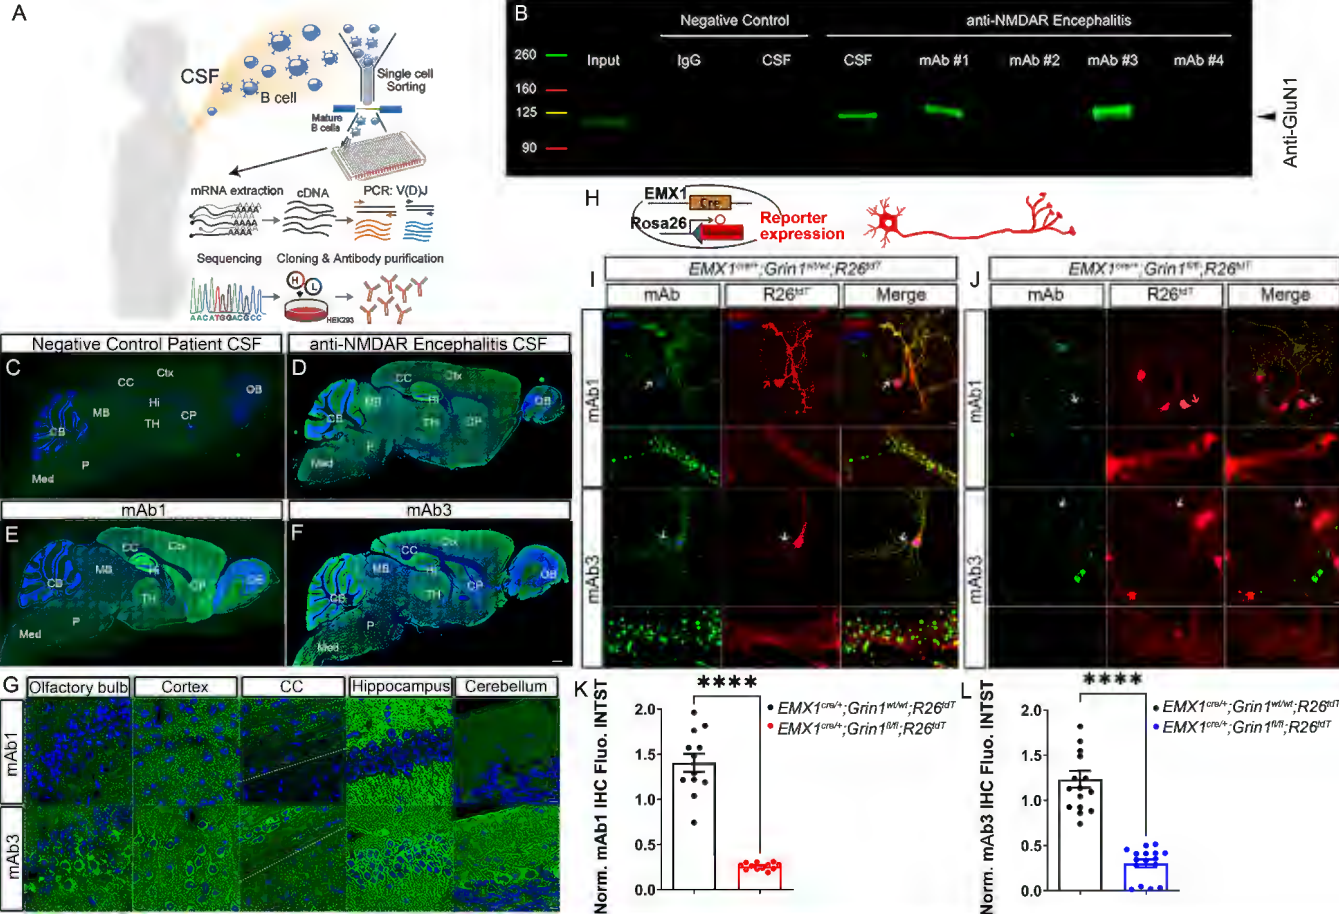 A
CSF
B cell
Single cell
Sorting
Mature
B cells
mRNA extraction
cDNA
PCR: V(D)J
AAAA
AAAA
AAAA
AAAA
Sequencing
Cloning & Antibody purification
H
L
HEK293
AACATGGACGCC
B
Negative Control
anti-NMDAR Encephalitis
260
160
125
90
Input
IgG
CSF
CSF
mAb #1
mAb #2
mAb #3
mAb #4
Anti-GluN1
Negative Control Patient CSF
anti-NMDAR Encephalitis CSF
C
Ctx
CC
Hi
OB
MB
TH
CP
CB
P
Med
D
CC
Ctx
MB
Hi
OB
CB
TH
CP
P
Med
mAb1
mAb3
E
CC
Ctx
MB
Hi
CB
OB
TH
CP
P
Med
F
CC
Ctx
MB
Hi
OB
CB
TH
CP
P
Med
G
Olfactory bulb
Cortex
CC
Hippocampus
Cerebellum
mAb1
mAb3
H
EMX1
Cre
Rosa26
Reporter
expression
I
EMX1cre/+;Grin1wt/wt;R26tdT
mAb
R26tdT
Merge
mAb1
mAb3
J
EMX1cre/+;Grin1fl/fl;R26tdT
mAb
R26tdT
Merge
mAb1
mAb3
K
****
Norm. mAb1 IHC Fluo. INTST
2.0
1.5
1.0
0.5
0.0
EMX1cre/+;Grin1wt/wt;R26tdT
EMX1cre/+;Grin1fl/fl;R26tdT
L
****
Norm. mAb3 IHC Fluo. INTST
2.0
1.5
1.0
0.5
0.0
EMX1cre/+;Grin1wt/wt;R26tdT
EMX1cre/+;Grin1fl/fl;R26tdT